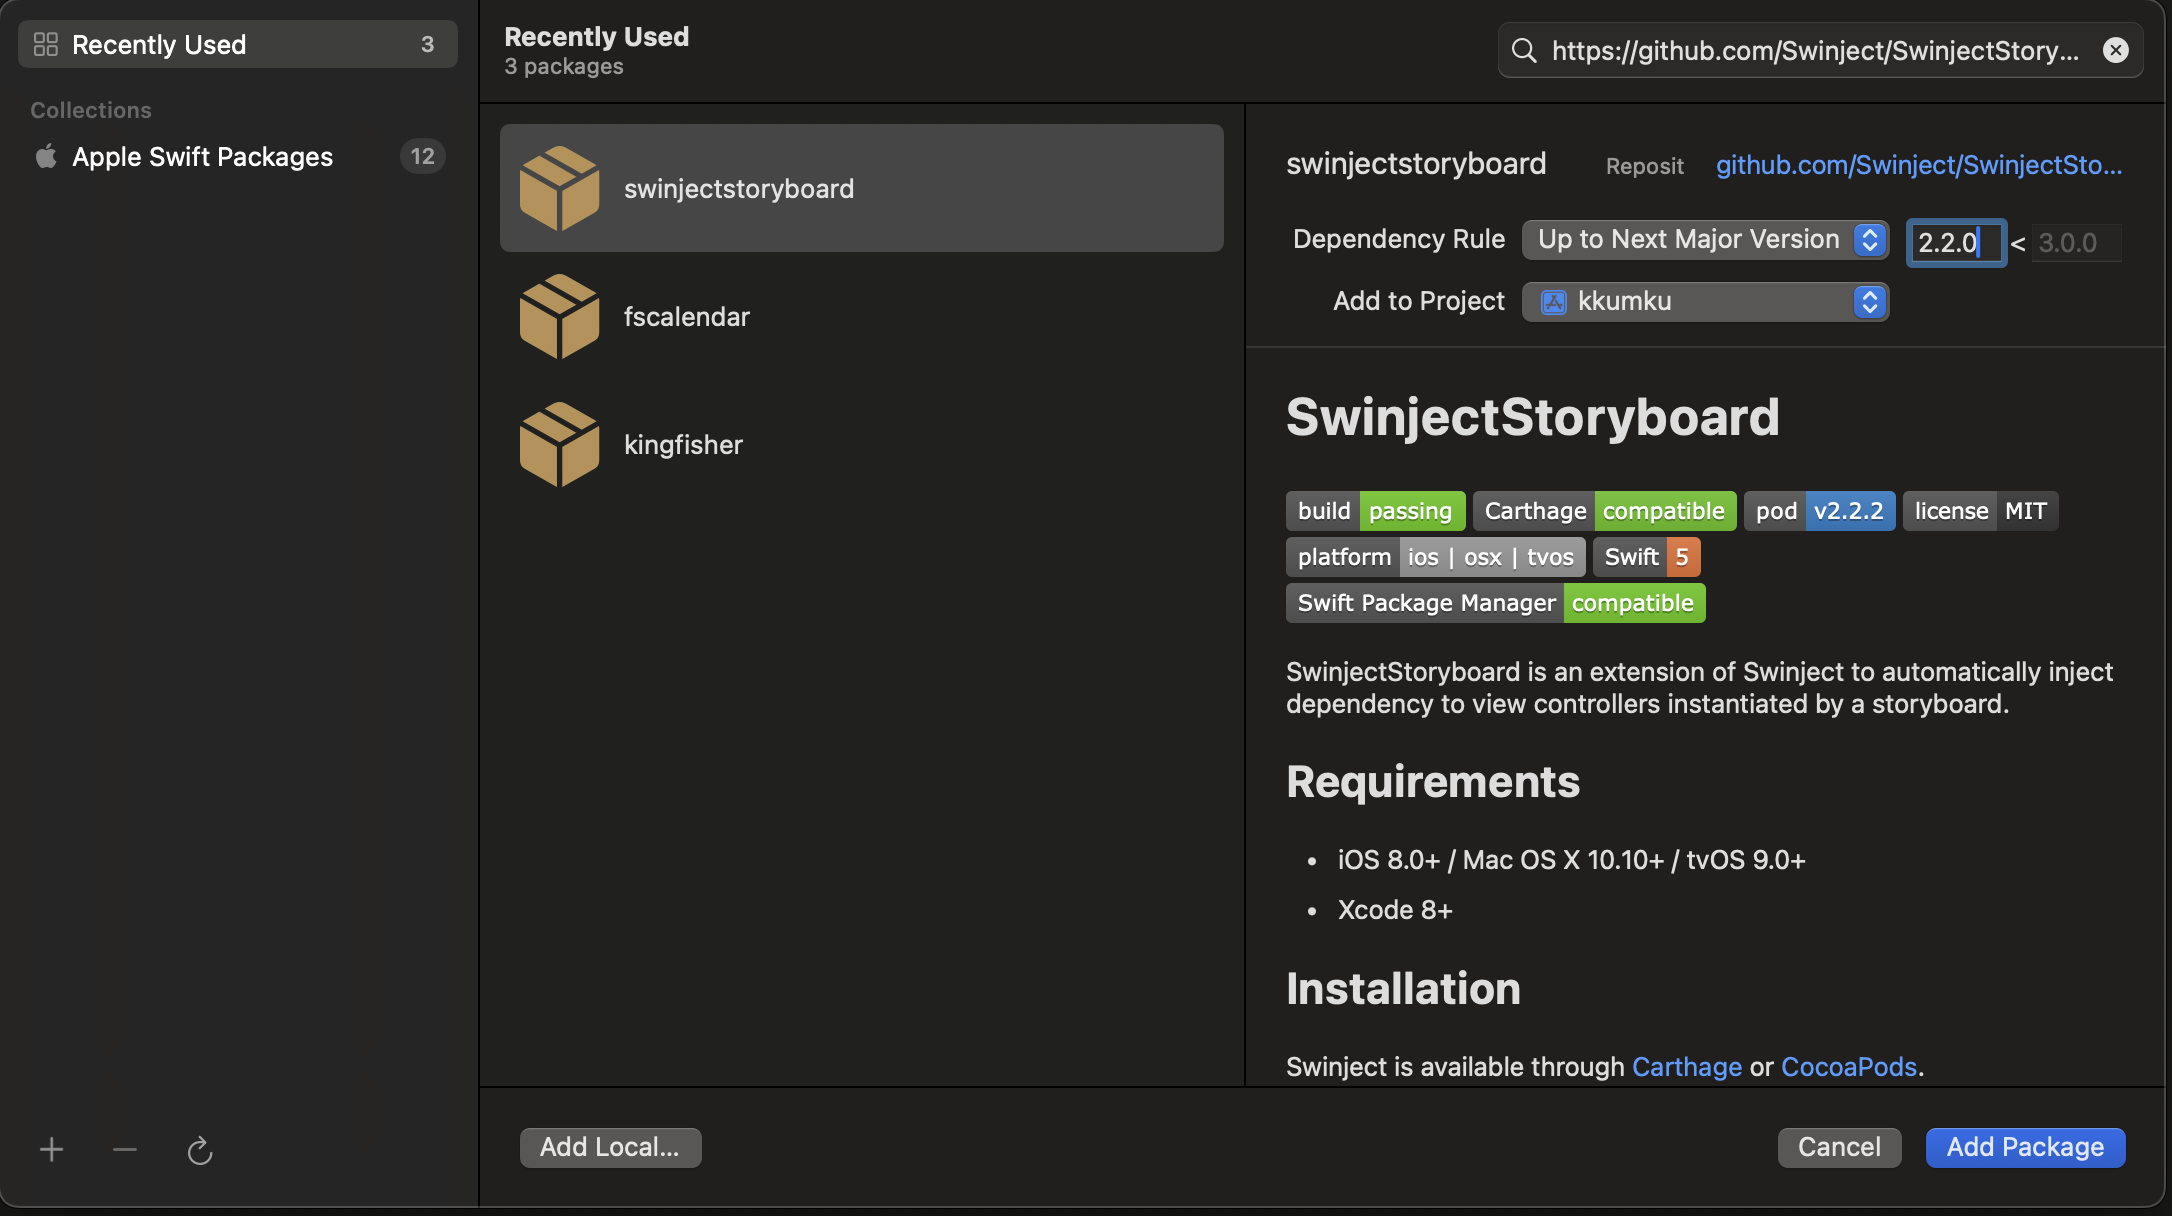 Recently Used 3
Collections
Apple Swift Packages 12
Recently Used
3 packages
https://github.com/Swinject/SwinjectStory...
swinjectstoryboard
fscalendar
kingfisher
swinjectstoryboard Reposit github.com/Swinject/SwinjectSto...
Dependency Rule Up to Next Major Version 2.2.0 < 3.0.0
Add to Project kkumku
SwinjectStoryboard
build passing Carthage compatible pod v2.2.2 license MIT
platform ios | osx | tvos Swift 5
Swift Package Manager compatible
SwinjectStoryboard is an extension of Swinject to automatically inject
dependency to view controllers instantiated by a storyboard.
Requirements
• iOS 8.0+ / Mac OS X 10.10+ / tvOS 9.0+
• Xcode 8+
Installation
Swinject is available through Carthage or CocoaPods.
Add Local... Cancel Add Package